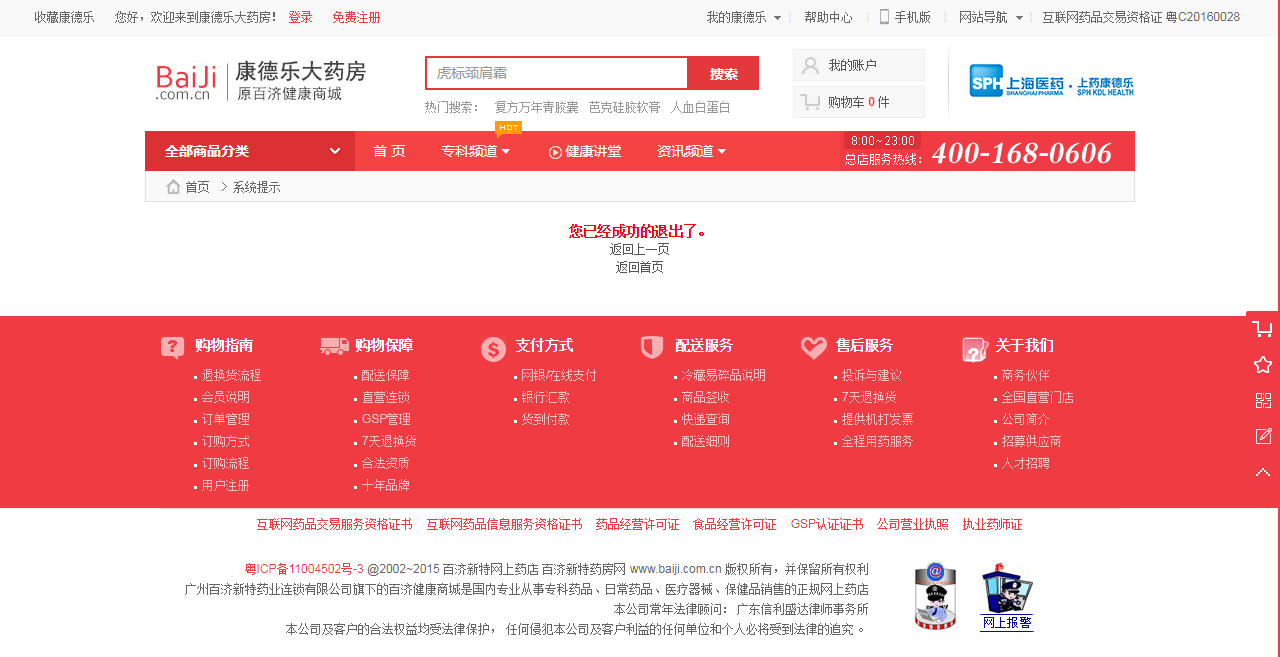 收藏康德乐 您好，欢迎来到康德乐大药房！ 登录 免费注册 我的康德乐 帮助中心 手机版 网站导航 互联网药品交易资格证 粤C20160028
BaiJi .com.cn 康德乐大药房 原百济健康商城
虎标颈肩霜 搜索
热门搜索： 复方万年青胶囊 芭克硅胶软膏 人血白蛋白
我的账户
购物车 0 件
SPH 上海医药 SHANGHAI PHARMA · 上药康德乐 SPH KDL HEALTH
HOT
全部商品分类 首 页 专科频道 健康讲堂 资讯频道 8:00~23:00 总店服务热线： 400-168-0606
首页 系统提示
您已经成功的退出了。
返回上一页
返回首页
购物指南 购物保障 支付方式 配送服务 售后服务 关于我们
退换货流程 配送保障 网银/在线支付 冷藏易碎品说明 投诉与建议 商务伙伴
会员说明 直营连锁 银行汇款 商品签收 7天退换货 全国直营门店
订单管理 GSP管理 货到付款 快递查询 提供机打发票 公司简介
订购方式 7天退换货 配送细则 全程用药服务 招募供应商
订购流程 合法资质 人才招聘
用户注册 十年品牌
互联网药品交易服务资格证书 互联网药品信息服务资格证书 药品经营许可证 食品经营许可证 GSP认证证书 公司营业执照 执业药师证
粤ICP备11004502号-3 @2002~2015 百济新特网上药店 百济新特药房网 www.baiji.com.cn 版权所有，并保留所有权利
广州百济新特药业连锁有限公司旗下的百济健康商城是国内专业从事专科药品、日常药品、医疗器械、保健品销售的正规网上药店
本公司常年法律顾问：广东信利盛达律师事务所
本公司及客户的合法权益均受法律保护， 任何侵犯本公司及客户利益的任何单位和个人必将受到法律的追究 。
网上报警